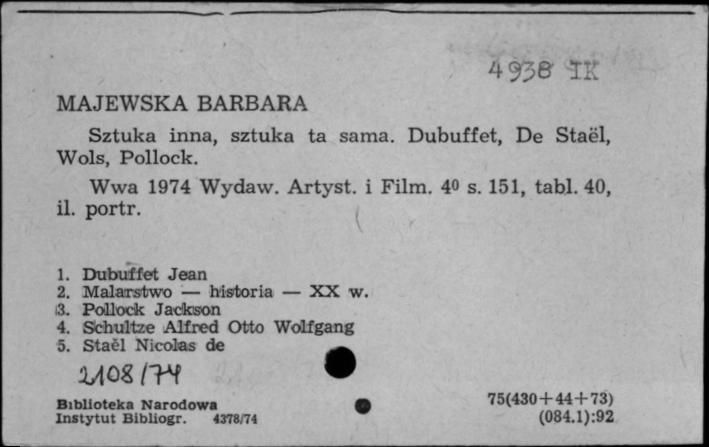 4938 IK
MAJEWSKA BARBARA
Sztuka inna, sztuka ta sama. Dubuffet, De Staël,
Wols, Pollock.
Wwa 1974 Wydaw. Artyst. i Film. 4⁰ s. 151, tabl. 40,
il. portr.
1. Dubuffet Jean
2. Malarstwo — historia — XX w.
3. Pollock Jackson
4. Schultze Alfred Otto Wolfgang
5. Staël Nicolas de
2108/74
Biblioteka Narodowa
Instytut Bibliogr. 4378/74
75(430+44+73)
(084.1):92